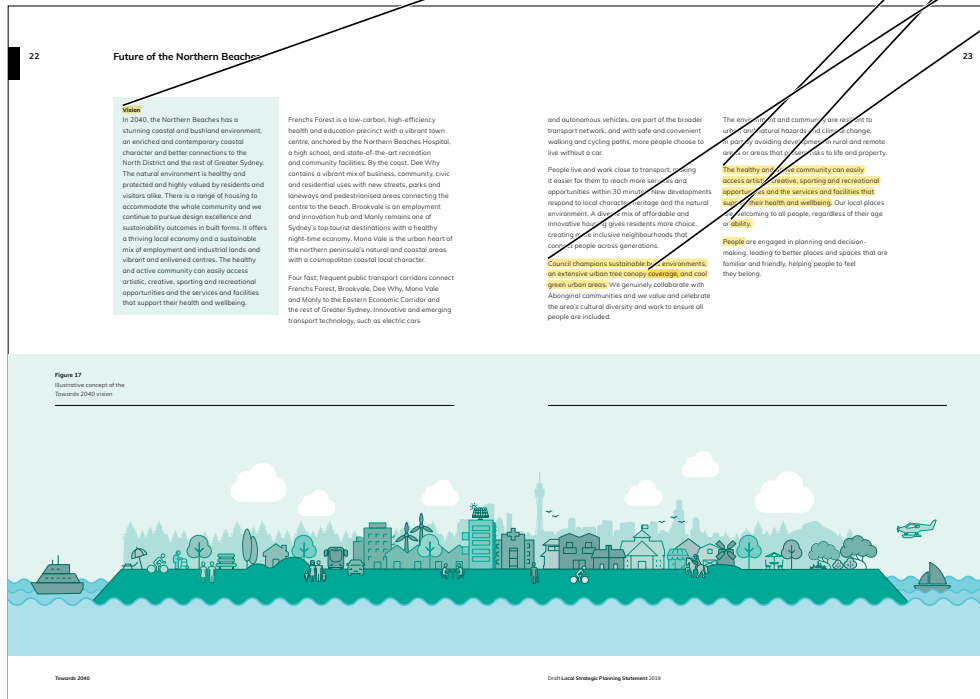 22
Future of the Northern Beaches
23
Vision
In 2040, the Northern Beaches has a
stunning coastal and bushland environment,
an enriched and contemporary coastal
character and better connections to the
North District and the rest of Greater Sydney.
The natural environment is healthy and
protected and highly valued by residents and
visitors alike. There is a range of housing to
accommodate the whole community and we
continue to pursue design excellence and
sustainability outcomes in built forms. It offers
a thriving local economy and a sustainable
mix of employment and industrial lands and
vibrant and enlivened centres. The healthy
and active community can easily access
artistic, creative, sporting and recreational
opportunities and the services and facilities
that support their health and wellbeing.
Frenchs Forest is a low-carbon, high-efficiency
health and education precinct with a vibrant town
centre, anchored by the Northern Beaches Hospital,
a high school, and state-of-the-art recreation
and community facilities. By the coast, Dee Why
contains a vibrant mix of business, community, civic
and residential uses with new streets, parks and
laneways and pedestrianised areas connecting the
centre to the beach. Brookvale is an employment
and innovation hub and Manly remains one of
Sydney's top tourist destinations with a healthy
night-time economy. Mona Vale is the urban heart of
the northern peninsula's natural and coastal areas
with a cosmopolitan coastal local character.
Four fast, frequent public transport corridors connect
Frenchs Forest, Brookvale, Dee Why, Mona Vale
and Manly to the Eastern Economic Corridor and
the rest of Greater Sydney. Innovative and emerging
transport technology, such as electric cars
and autonomous vehicles, are part of the broader
transport network, and with safe and convenient
walking and cycling paths, more people choose to
live without a car.
People live and work close to transport, making
it easier for them to reach more services and
opportunities within 30 minutes. New developments
respond to local character, heritage and the natural
environment. A diverse mix of affordable and
innovative housing gives residents more choice,
creating more inclusive neighbourhoods that
connect people across generations.
Council champions sustainable built environments,
an extensive urban tree canopy coverage, and cool
green urban areas. We genuinely collaborate with
Aboriginal communities and we value and celebrate
the area's cultural diversity and work to ensure all
people are included.
The environment and community are resilient to
urban and natural hazards and climate change,
in part by avoiding development in rural and remote
areas or areas that present risks to life and property.
The healthy and active community can easily
access artistic, creative, sporting and recreational
opportunities and the services and facilities that
support their health and wellbeing. Our local places
are welcoming to all people, regardless of their age
or ability.
People are engaged in planning and decision-
making, leading to better places and spaces that are
familiar and friendly, helping people to feel
they belong.
Figure 17
Illustrative concept of the
Towards 2040 vision
Towards 2040
Draft Local Strategic Planning Statement 2019